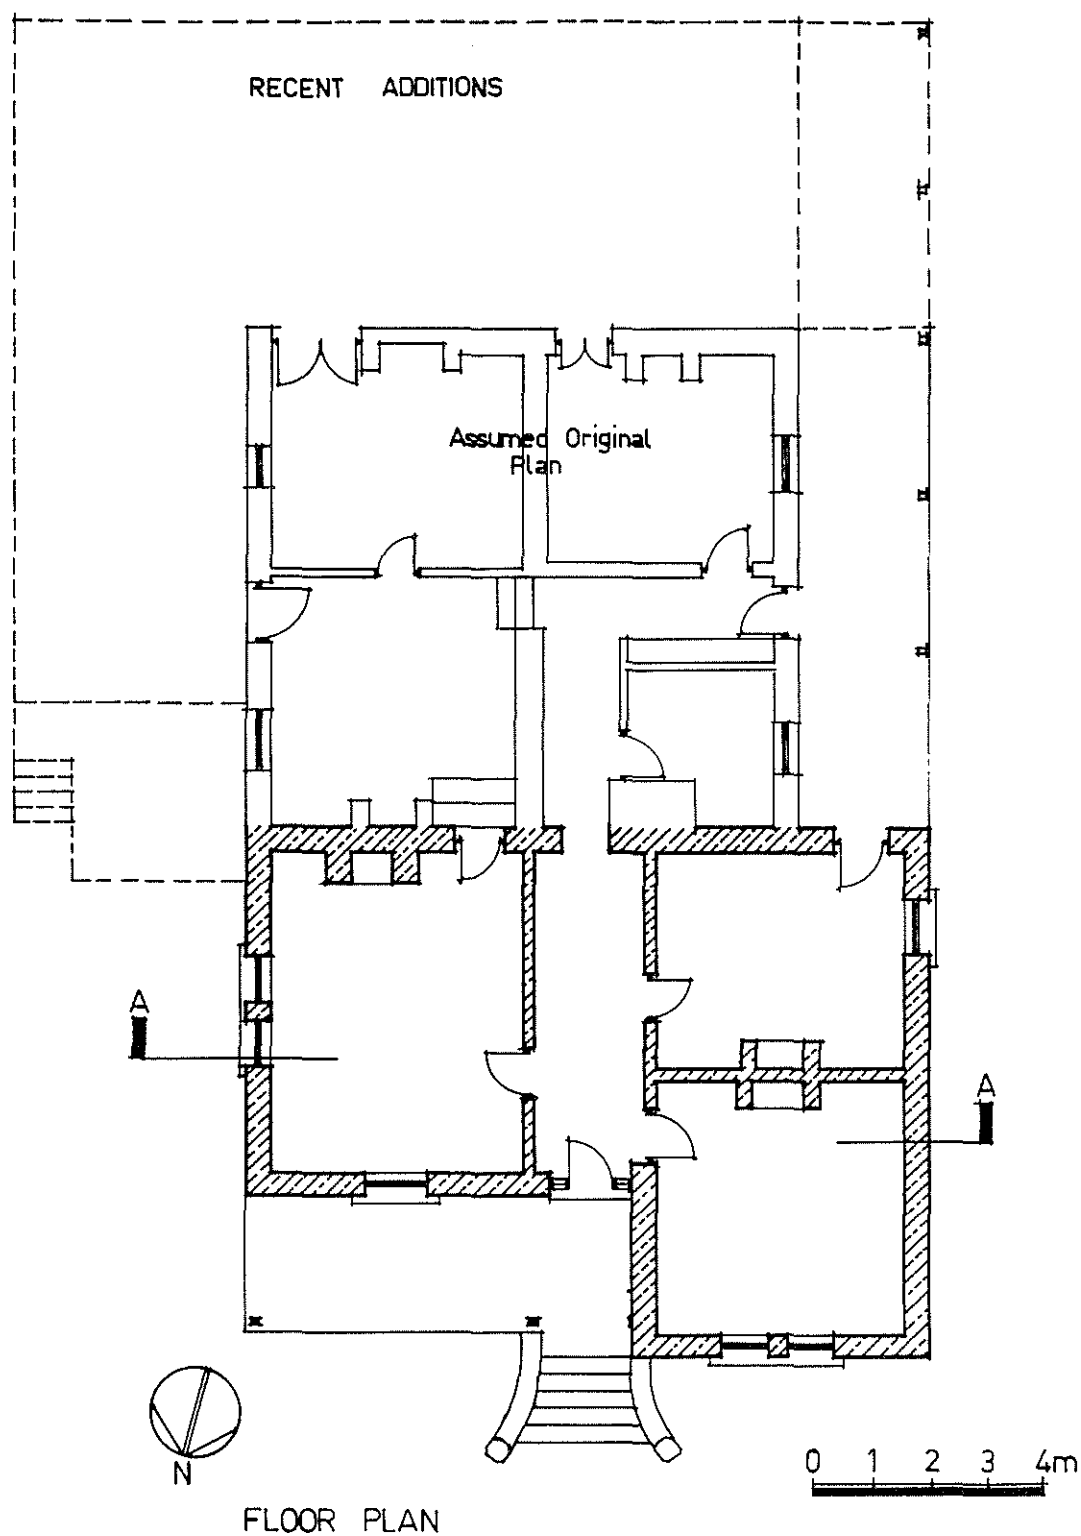 RECENT ADDITIONS
Assumed Original
Plan
A
A
N
0 1 2 3 4m
FLOOR PLAN